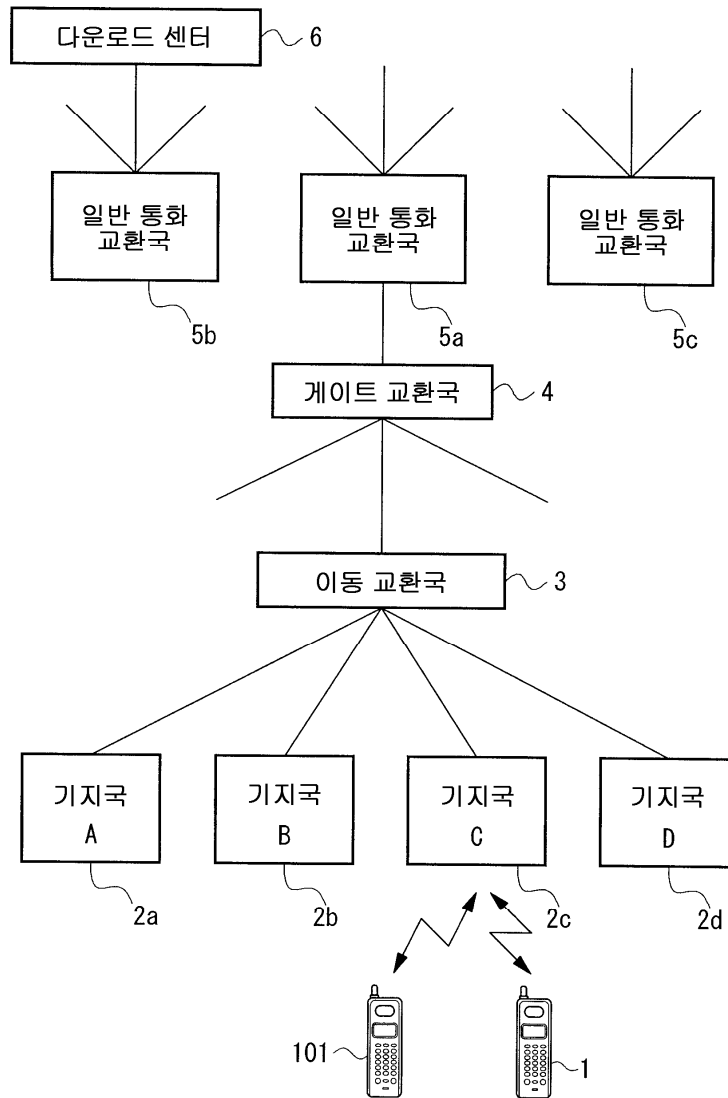 다운로드 센터
6
일반 통화
교환국
5b
일반 통화
교환국
5a
일반 통화
교환국
5c
게이트 교환국
4
이동 교환국
3
기지국
A
2a
기지국
B
2b
기지국
C
2c
기지국
D
2d
101
1